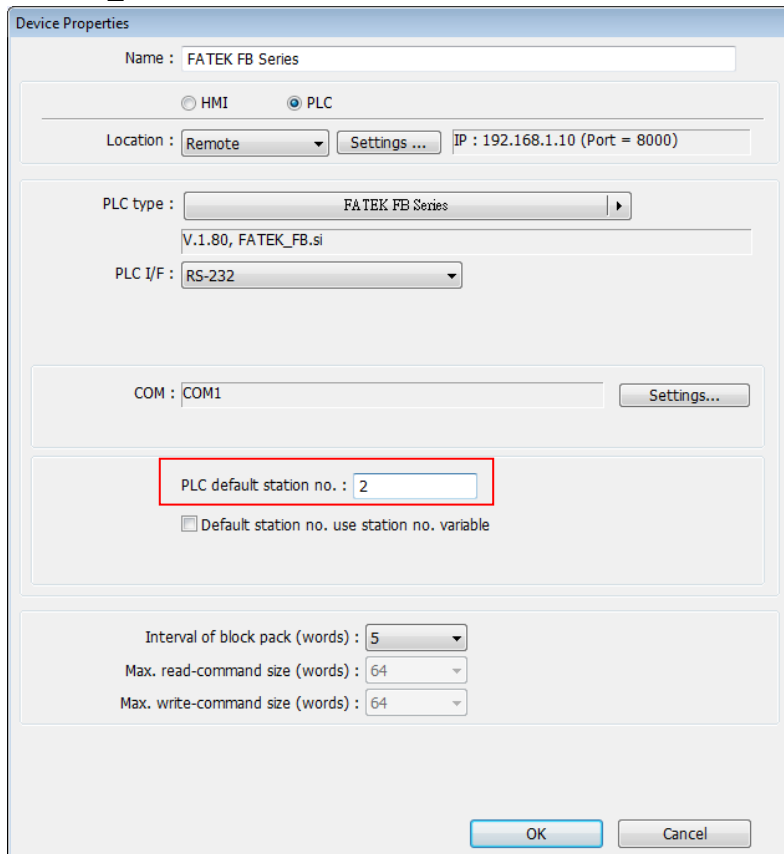 Device Properties
Name : FATEK FB Series
HMI PLC
Location : Remote Settings ... IP : 192.168.1.10 (Port = 8000)
PLC type : FATEK FB Series
V.1.80, FATEK_FB.si
PLC I/F : RS-232
COM : COM1 Settings...
PLC default station no. : 2
Default station no. use station no. variable
Interval of block pack (words) : 5
Max. read-command size (words) : 64
Max. write-command size (words) : 64
OK Cancel